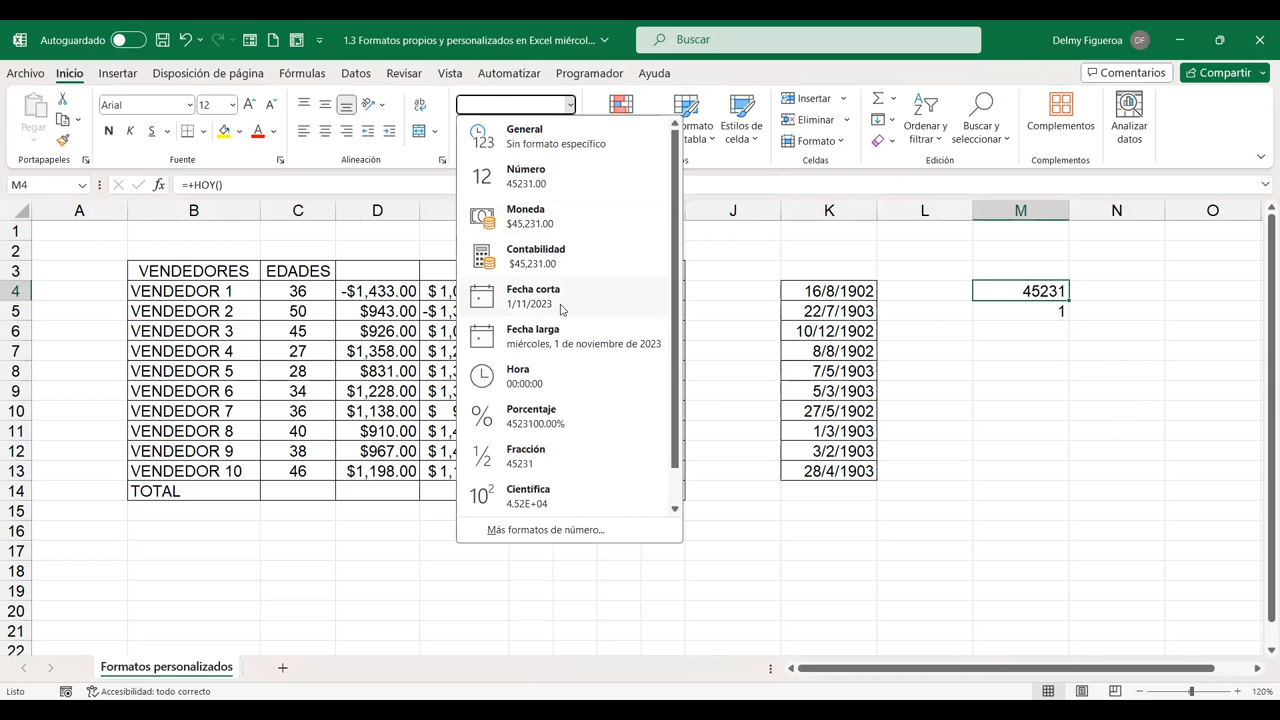 Autoguardado
1.3 Formatos propios y personalizados en Excel miércol...
Buscar
Delmy Figueroa DF
Archivo Inicio Insertar Disposición de página Fórmulas Datos Revisar Vista Automatizar Programador Ayuda
Comentarios Compartir
Pegar
Portapapeles
Arial 12
N K S
Fuente
Alineación
ormato Estilos de
celda
Insertar
Eliminar
Formato
Celdas
Ordenar y
filtrar
Buscar y
seleccionar
Edición
Complementos
Complementos
Analizar
datos
M4 fx =+HOY()
General
Sin formato específico
Número
45231.00
Moneda
$45,231.00
Contabilidad
$45,231.00
Fecha corta
1/11/2023
Fecha larga
miércoles, 1 de noviembre de 2023
Hora
00:00:00
Porcentaje
4523100.00%
Fracción
45231
Científica
4.52E+04
Más formatos de número...
A B C D J K L M N O
1
2
3 VENDEDORES EDADES
4 VENDEDOR 1 36 -$1,433.00 $ 1,0 16/8/1902 45231
5 VENDEDOR 2 50 $943.00 -$ 1,3 22/7/1903 1
6 VENDEDOR 3 45 $926.00 $ 1,0 10/12/1902
7 VENDEDOR 4 27 $1,358.00 $ 1,2 8/8/1902
8 VENDEDOR 5 28 $831.00 $ 1,3 7/5/1903
9 VENDEDOR 6 34 $1,228.00 $ 1,2 5/3/1903
10 VENDEDOR 7 36 $1,138.00 $ 9 27/5/1902
11 VENDEDOR 8 40 $910.00 $ 1,4 1/3/1903
12 VENDEDOR 9 38 $967.00 $ 1,4 3/2/1903
13 VENDEDOR 10 46 $1,198.00 $ 1,1 28/4/1903
14 TOTAL
15
16
17
18
19
20
21
22
Formatos personalizados
Listo Accesibilidad: todo correcto 120%